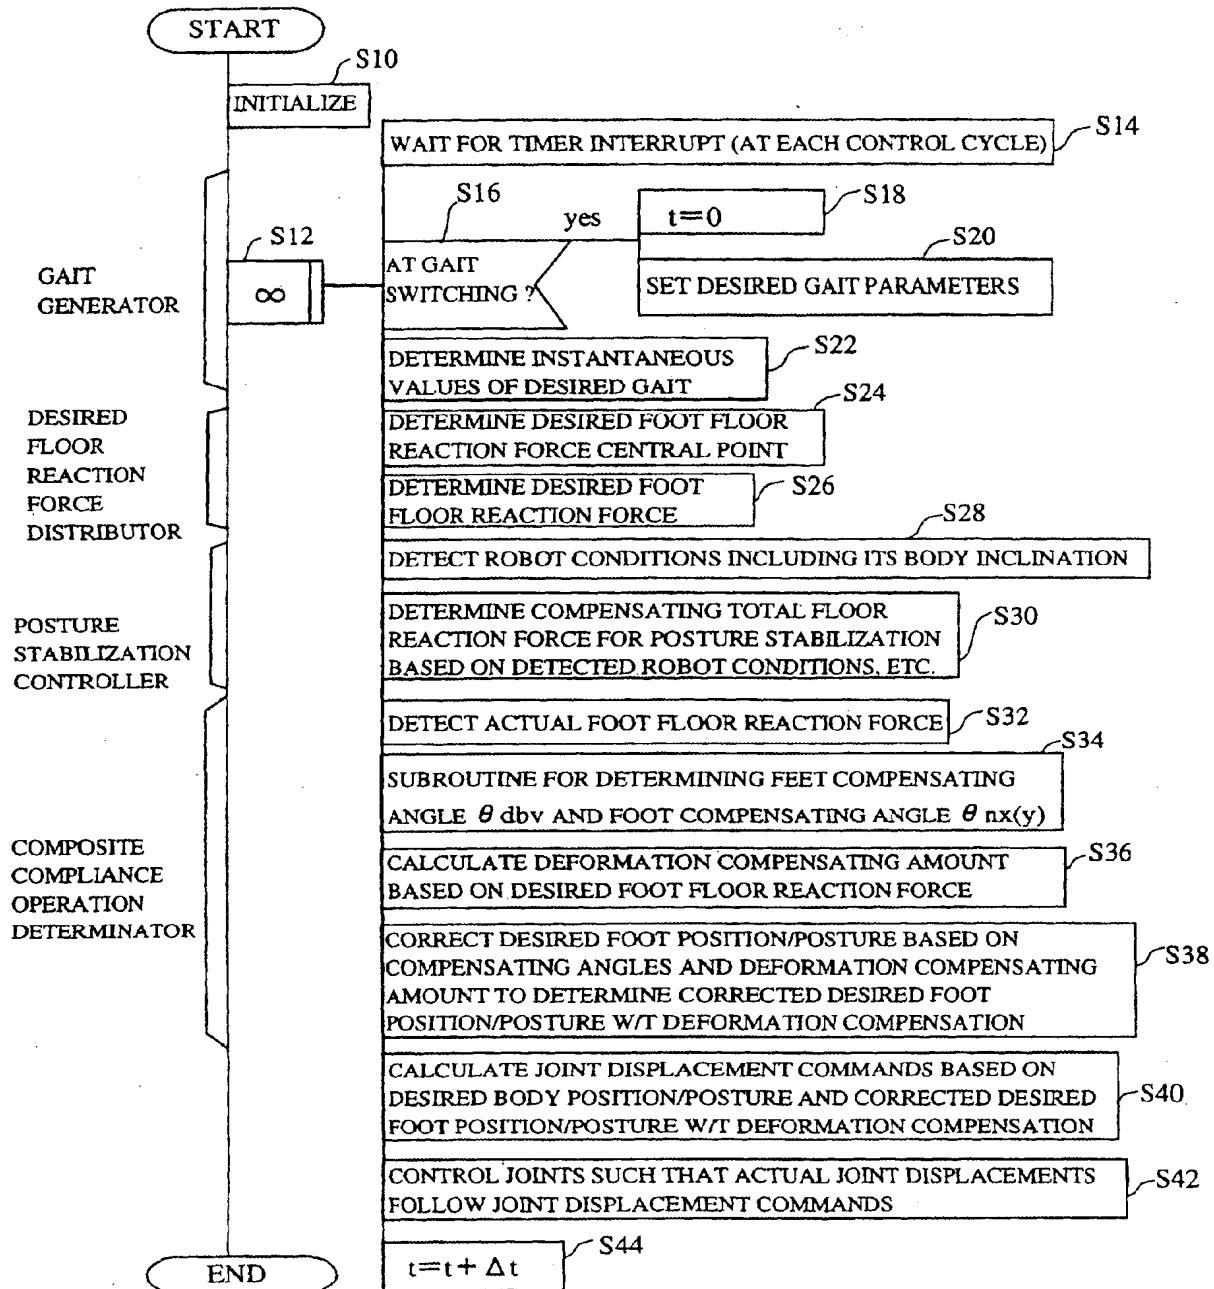 START
S10
INITIALIZE
S14
WAIT FOR TIMER INTERRUPT (AT EACH CONTROL CYCLE)
S16
yes
t=0
S18
S12
∞
AT GAIT
SWITCHING ?
S20
SET DESIRED GAIT PARAMETERS
GAIT
GENERATOR
S22
DETERMINE INSTANTANEOUS
VALUES OF DESIRED GAIT
S24
DETERMINE DESIRED FOOT FLOOR
REACTION FORCE CENTRAL POINT
DESIRED
FLOOR
REACTION
FORCE
DISTRIBUTOR
S26
DETERMINE DESIRED FOOT
FLOOR REACTION FORCE
S28
DETECT ROBOT CONDITIONS INCLUDING ITS BODY INCLINATION
POSTURE
STABILIZATION
CONTROLLER
S30
DETERMINE COMPENSATING TOTAL FLOOR
REACTION FORCE FOR POSTURE STABILIZATION
BASED ON DETECTED ROBOT CONDITIONS, ETC.
S32
DETECT ACTUAL FOOT FLOOR REACTION FORCE
S34
SUBROUTINE FOR DETERMINING FEET COMPENSATING
ANGLE θ dbv AND FOOT COMPENSATING ANGLE θ nx(y)
COMPOSITE
COMPLIANCE
OPERATION
DETERMINATOR
S36
CALCULATE DEFORMATION COMPENSATING AMOUNT
BASED ON DESIRED FOOT FLOOR REACTION FORCE
S38
CORRECT DESIRED FOOT POSITION/POSTURE BASED ON
COMPENSATING ANGLES AND DEFORMATION COMPENSATING
AMOUNT TO DETERMINE CORRECTED DESIRED FOOT
POSITION/POSTURE W/T DEFORMATION COMPENSATION
S40
CALCULATE JOINT DISPLACEMENT COMMANDS BASED ON
DESIRED BODY POSITION/POSTURE AND CORRECTED DESIRED
FOOT POSITION/POSTURE W/T DEFORMATION COMPENSATION
S42
CONTROL JOINTS SUCH THAT ACTUAL JOINT DISPLACEMENTS
FOLLOW JOINT DISPLACEMENT COMMANDS
S44
t=t+ Δt
END